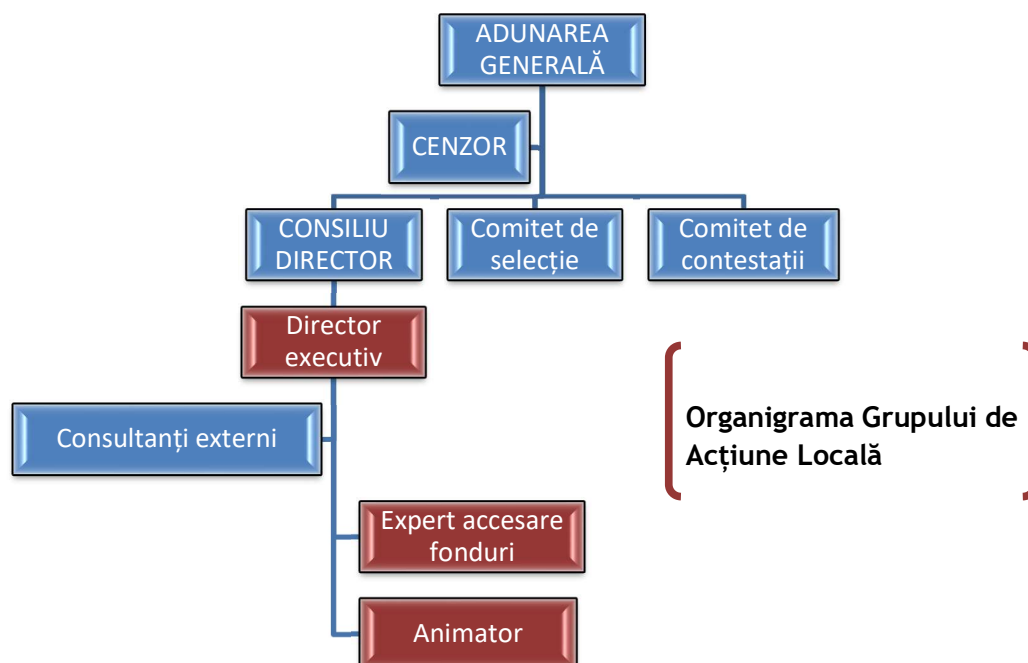 ADUNAREA
GENERALĂ
CENZOR
CONSILIU
DIRECTOR
Comitet de
selecție
Comitet de
contestații
Director
executiv
Consultanți externi
Organigrama Grupului de
Acțiune Locală
Expert accesare
fonduri
Animator